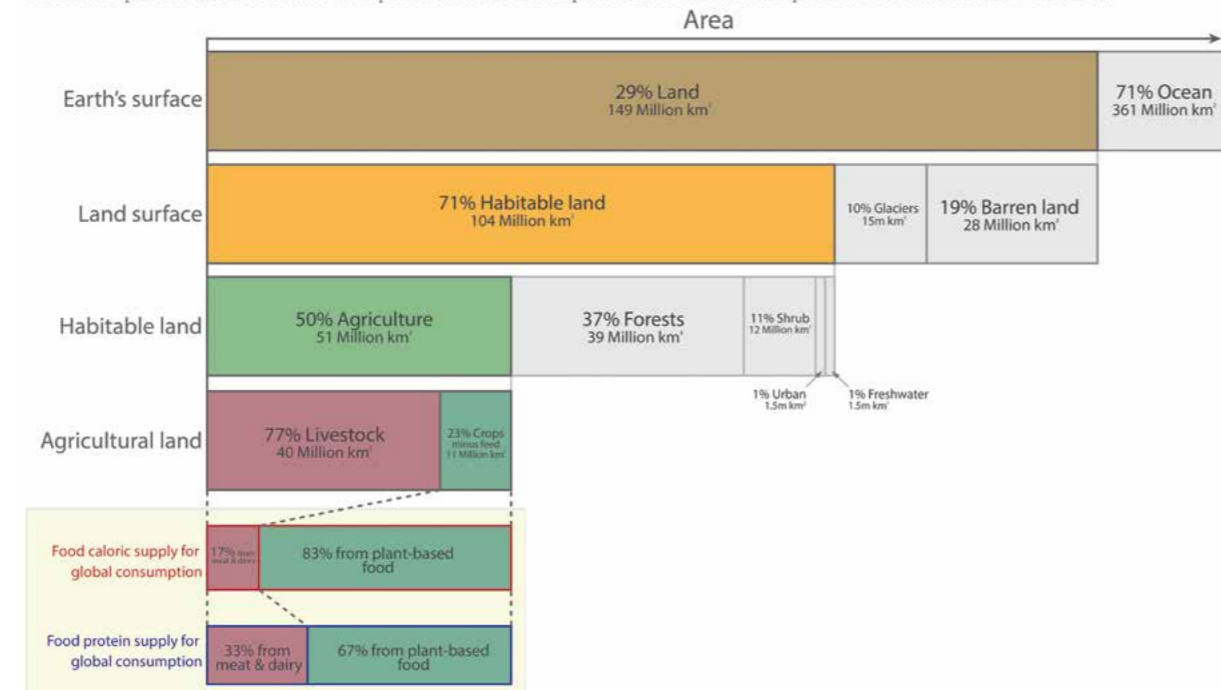 Area
Earth's surface
29% Land
149 Million km²
71% Ocean
361 Million km²
Land surface
71% Habitable land
104 Million km²
10% Glaciers
15m km²
19% Barren land
28 Million km²
Habitable land
50% Agriculture
51 Million km²
37% Forests
39 Million km²
11% Shrub
12 Million km²
1% Urban
1.5m km²
1% Freshwater
1.5m km²
Agricultural land
77% Livestock
40 Million km²
23% Crops
minus feed
11 Million km²
Food caloric supply for
global consumption
17% from
meat & dairy
83% from plant-based
food
Food protein supply for
global consumption
33% from
meat & dairy
67% from plant-based
food